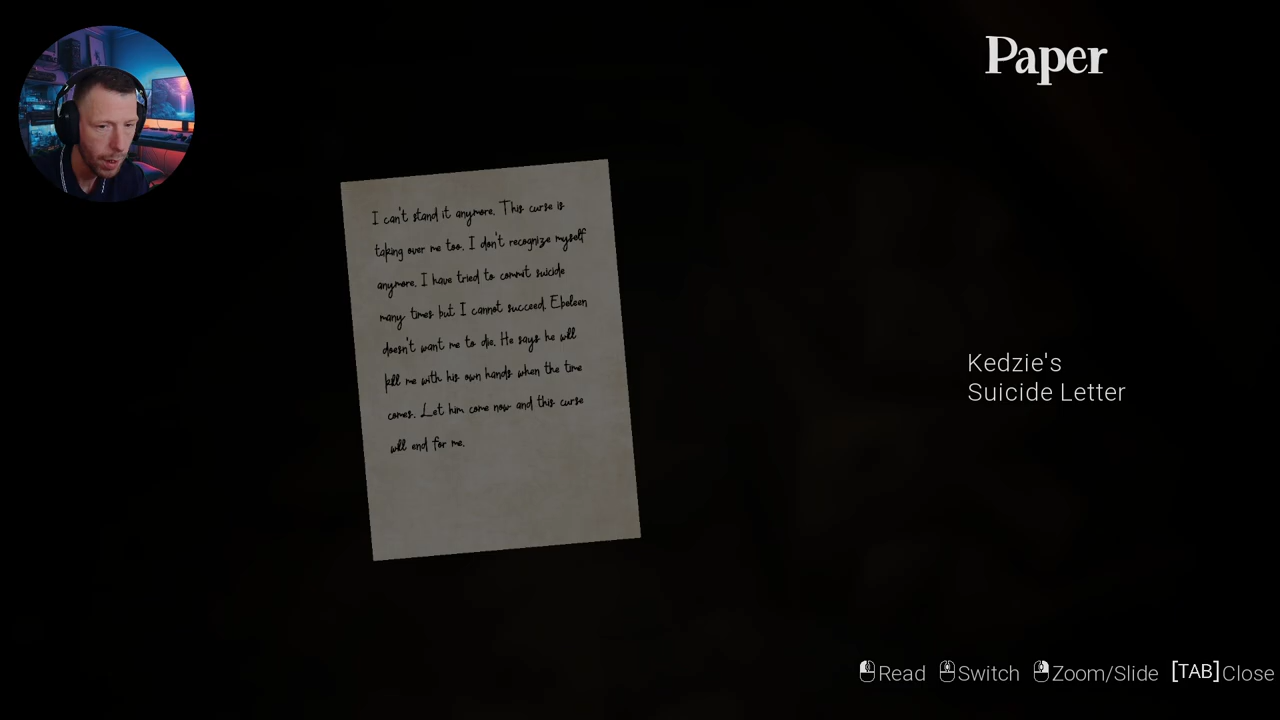 Paper
I can't stand it anymore. This curse is
taking over me too. I don't recognize myself
anymore. I have tried to commit suicide
many times but I cannot succeed. Ebeleen
doesn't want me to die. He says he will
kill me with his own hands when the time
comes. Let him come now and this curse
will end for me.
Kedzie's
Suicide Letter
Read Switch Zoom/Slide [TAB]Close